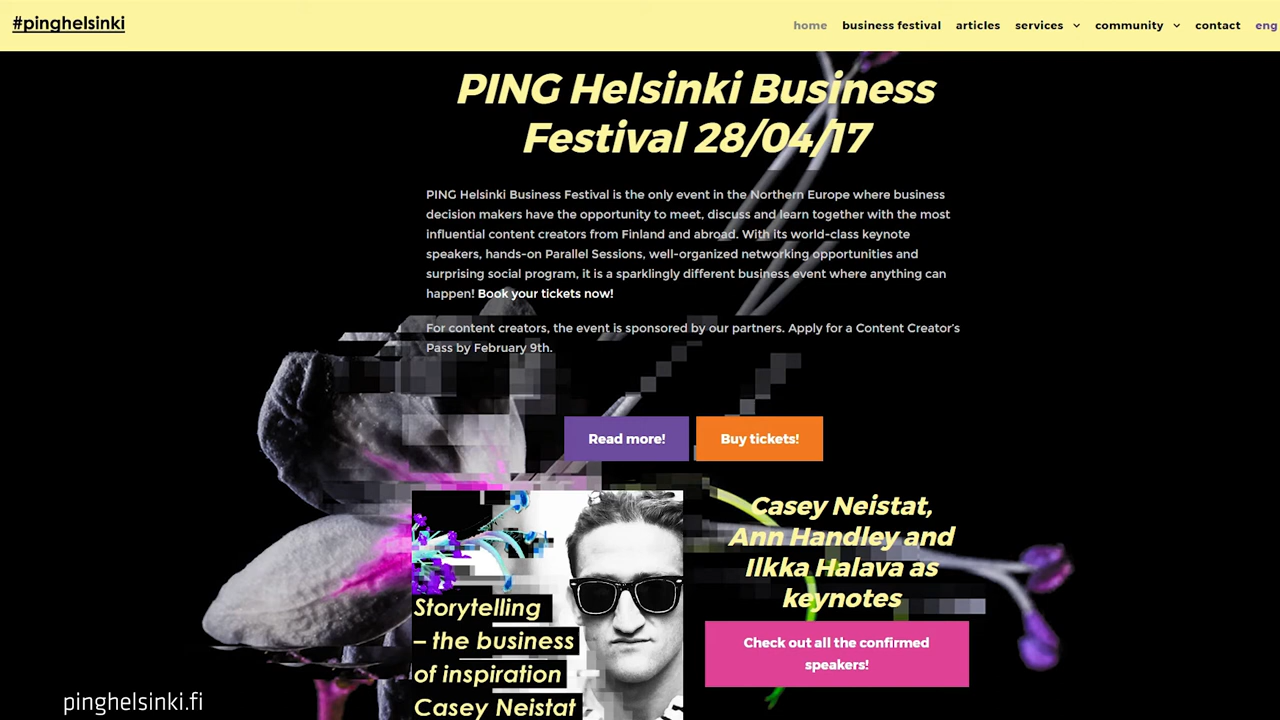 #pinghelsinki
home business festival articles services community contact eng
PING Helsinki Business
Festival 28/04/17
PING Helsinki Business Festival is the only event in the Northern Europe where business
decision makers have the opportunity to meet, discuss and learn together with the most
influential content creators from Finland and abroad. With its world-class keynote
speakers, hands-on Parallel Sessions, well-organized networking opportunities and
surprising social program, it is a sparklingly different business event where anything can
happen! Book your tickets now!
For content creators, the event is sponsored by our partners. Apply for a Content Creator's
Pass by February 9th.
Read more! Buy tickets!
Storytelling
– the business
of inspiration
Casey Neistat
Casey Neistat,
Ann Handley and
Ilkka Halava as
keynotes
Check out all the confirmed
speakers!
pinghelsinki.fi